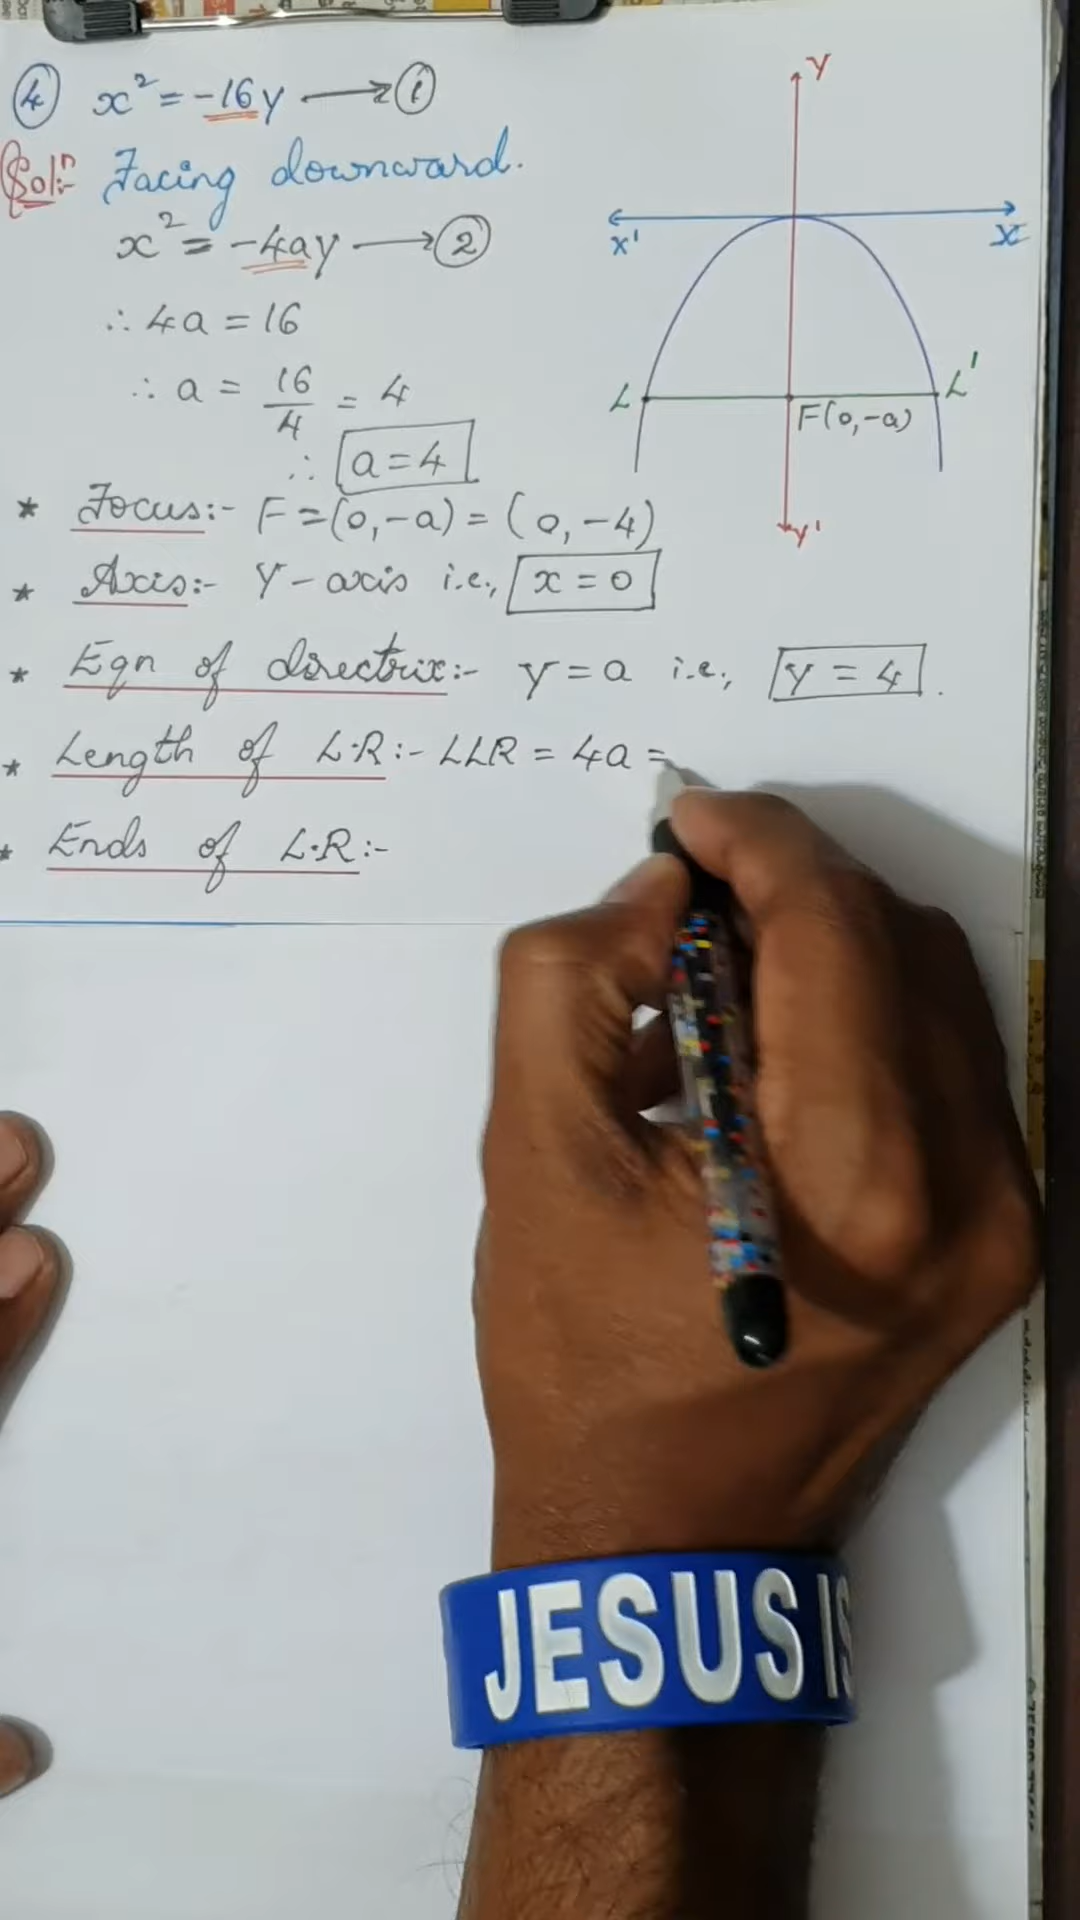 ④ x² = -16y ⟶ ①
Solⁿ:- Facing downward.
x² = -4ay ⟶ ②
∴ 4a = 16
∴ a = 16/4 = 4
∴ a = 4
* Focus:- F = (0, -a) = (0, -4)
* Axis:- Y-axis i.e., x = 0
* Eqn of directrix:- y = a i.e., y = 4.
* Length of L.R:- LLR = 4a =
* Ends of L.R:-
Y
X' X
L L'
F(0, -a)
Y'
JESUS IS